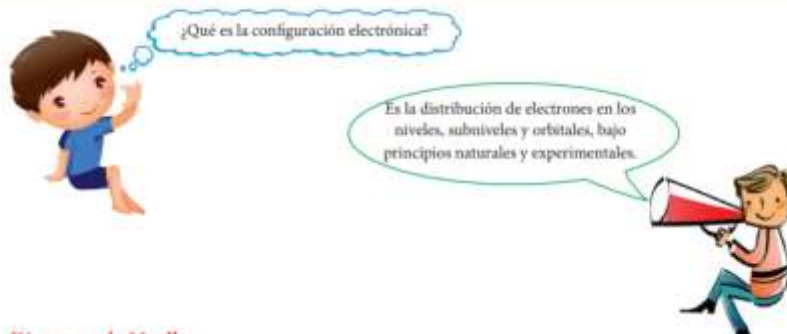 ¿Qué es la configuración electrónica?
Es la distribución de electrones en los
niveles, subniveles y orbitales, bajo
principios naturales y experimentales.